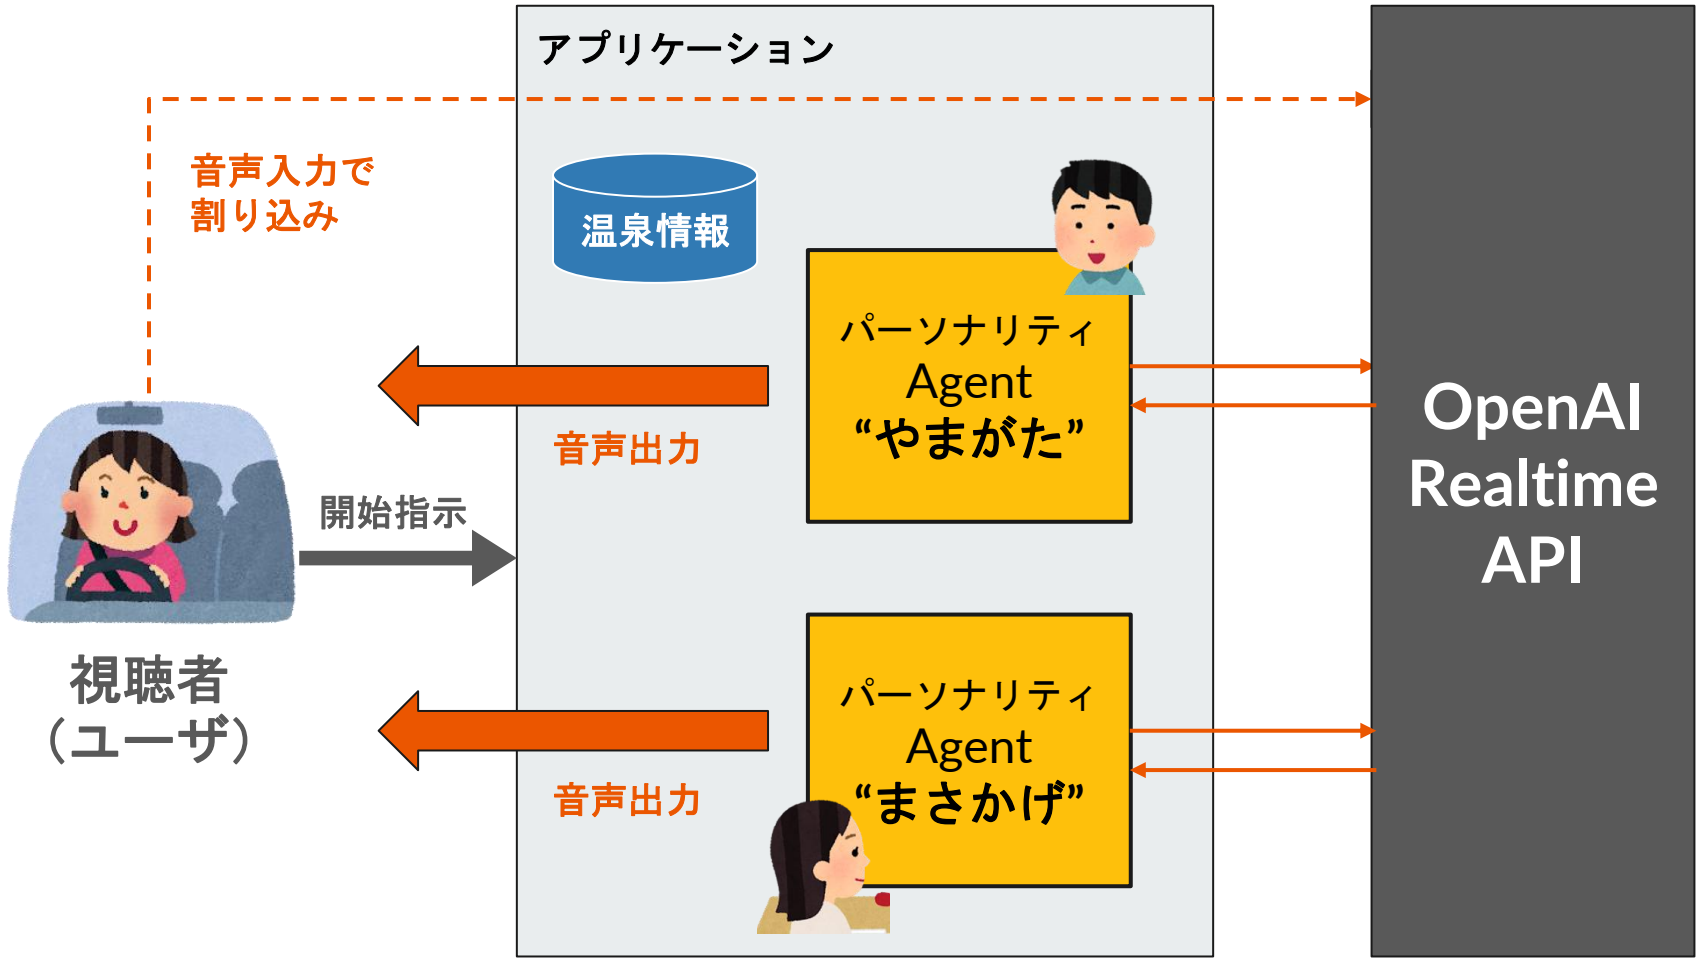 アプリケーション
音声入力で
割り込み
温泉情報
パーソナリティ
Agent
“やまがた”
音声出力
開始指示
視聴者
（ユーザ）
パーソナリティ
Agent
“まさかげ”
音声出力
OpenAI
Realtime
API